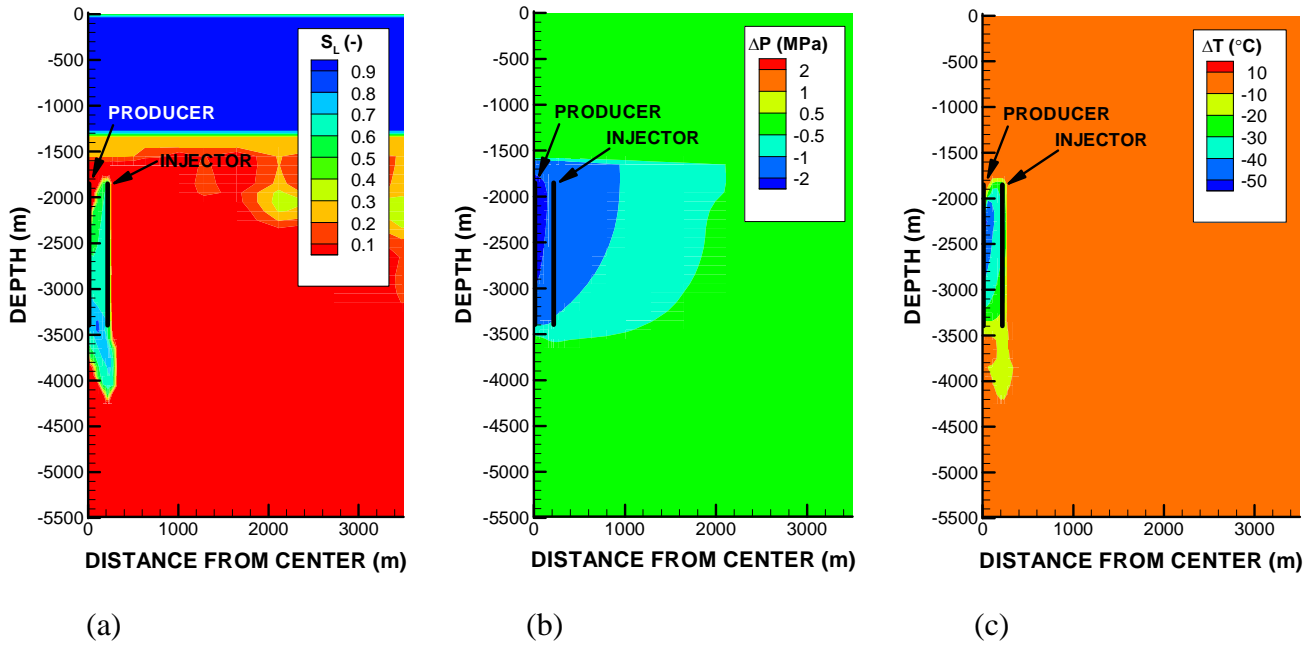 0
-500
-1000
-1500
-2000
-2500
-3000
-3500
-4000
-4500
-5000
-5500
DEPTH (m)
0 1000 2000 3000
DISTANCE FROM CENTER (m)
S_L (-)
0.9
0.8
0.7
0.6
0.5
0.4
0.3
0.2
0.1
PRODUCER
INJECTOR
(a)
0
-500
-1000
-1500
-2000
-2500
-3000
-3500
-4000
-4500
-5000
-5500
DEPTH (m)
0 1000 2000 3000
DISTANCE FROM CENTER (m)
ΔP (MPa)
2
1
0.5
-0.5
-1
-2
PRODUCER
INJECTOR
(b)
0
-500
-1000
-1500
-2000
-2500
-3000
-3500
-4000
-4500
-5000
-5500
DEPTH (m)
0 1000 2000 3000
DISTANCE FROM CENTER (m)
ΔT (°C)
10
-10
-30
-40
-50
PRODUCER
INJECTOR
(c)